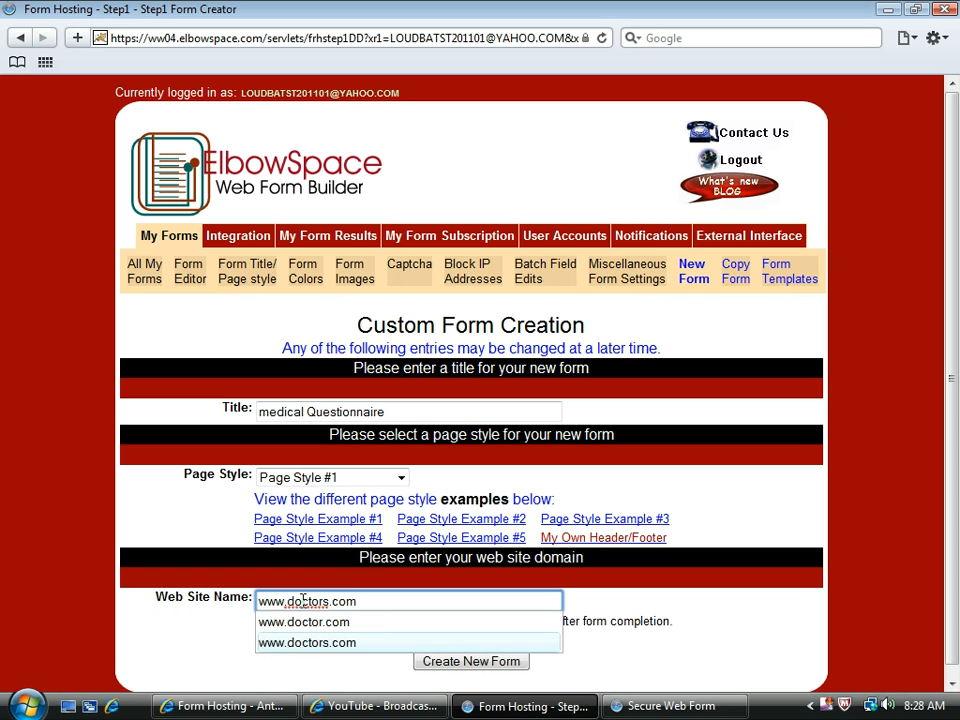 Form Hosting - Step1 - Step1 Form Creator
https://ww04.elbowspace.com/servlets/frhstep1DD?xr1=LOUDBATST201101@YAHOO.COM&x
Google
Currently logged in as: LOUDBATST201101@YAHOO.COM
ElbowSpace
Web Form Builder
Contact Us
Logout
What's new
BLOG
My Forms Integration My Form Results My Form Subscription User Accounts Notifications External Interface
All My Forms
Form Editor
Form Title/ Page style
Form Colors
Form Images
Captcha
Block IP Addresses
Batch Field Edits
Miscellaneous Form Settings
New Form
Copy Form
Form Templates
Custom Form Creation
Any of the following entries may be changed at a later time.
Please enter a title for your new form
Title: medical Questionnaire
Please select a page style for your new form
Page Style: Page Style #1
View the different page style examples below:
Page Style Example #1 Page Style Example #2 Page Style Example #3
Page Style Example #4 Page Style Example #5 My Own Header/Footer
Please enter your web site domain
Web Site Name: www.doctors.com
www.doctor.com
fter form completion.
www.doctors.com
Create New Form
Form Hosting - Ant... YouTube - Broadcas... Form Hosting - Step... Secure Web Form 8:28 AM